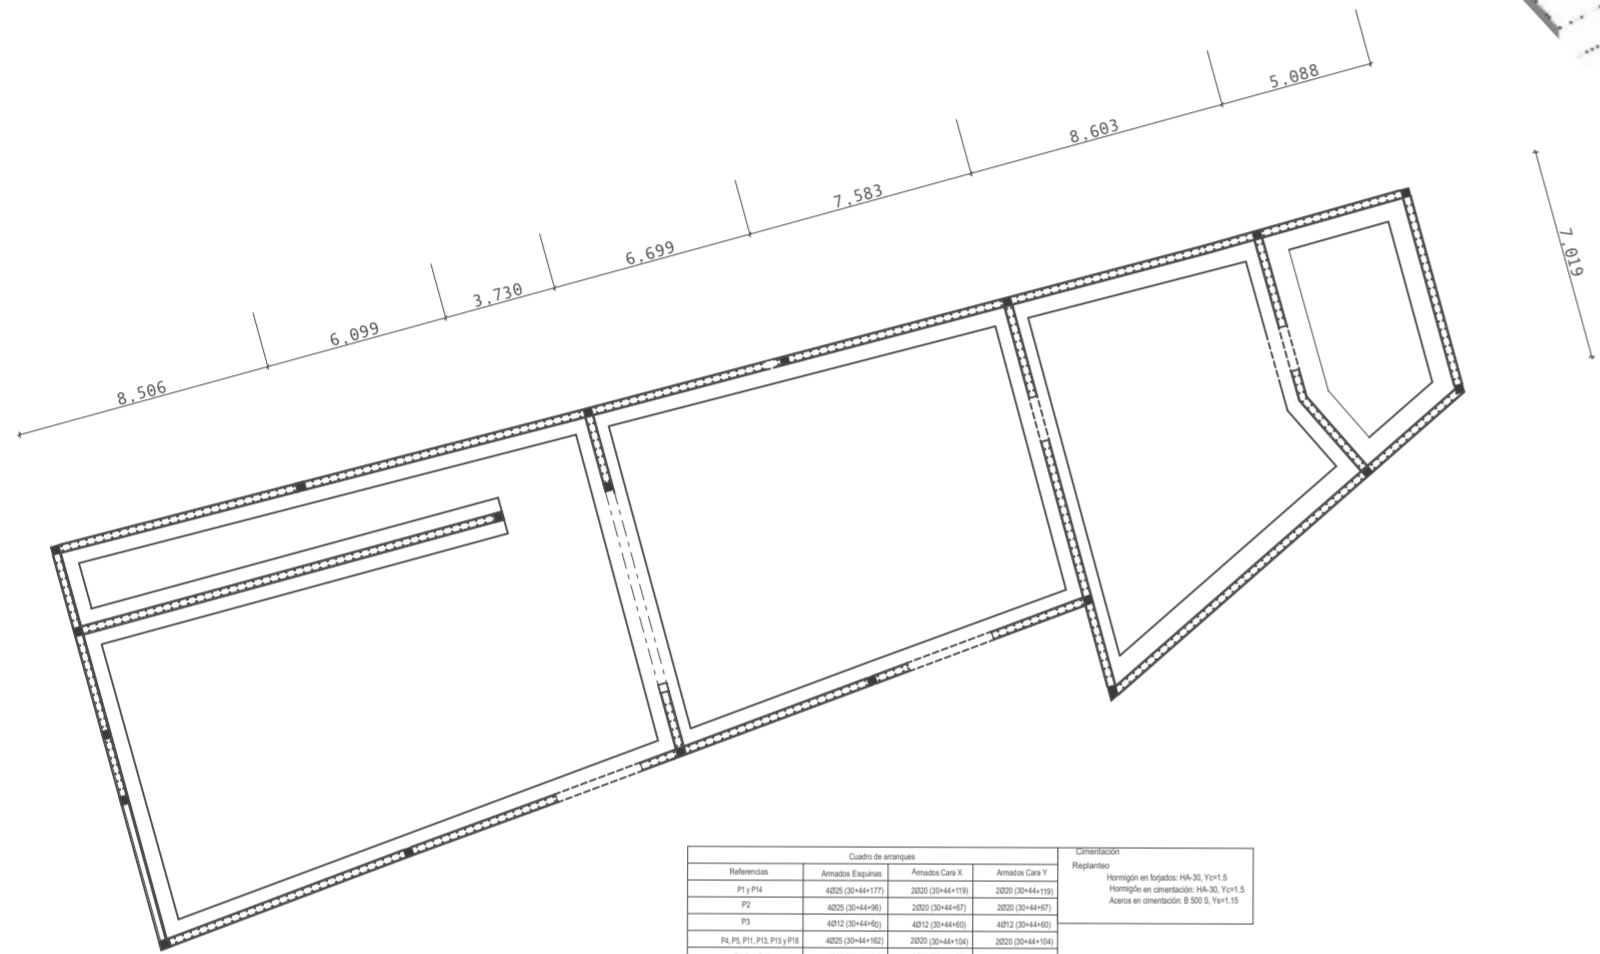 5,088
8,603
7,583
7,019
6,699
3,730
6,099
8,506
Cuadro de arranques
Referencias Armados Esquinas Armados Cara X Armados Cara Y
P1 y P14 4Ø25 (30+44+177) 2Ø20 (30+44+119) 2Ø20 (30+44+119)
P2 4Ø25 (30+44+96) 2Ø20 (30+44+67) 2Ø20 (30+44+67)
P3 4Ø12 (30+44+60) 4Ø12 (30+44+60) 4Ø12 (30+44+60)
P4, P5, P11, P13, P15 y P18 4Ø25 (30+44+162) 2Ø20 (30+44+104) 2Ø20 (30+44+104)
Cimentación
Replanteo
Hormigón en forjados: HA-30, Yc=1.5
Hormigón en cimentación: HA-30, Yc=1.5
Aceros en cimentación: B 500 S, Ys=1.15